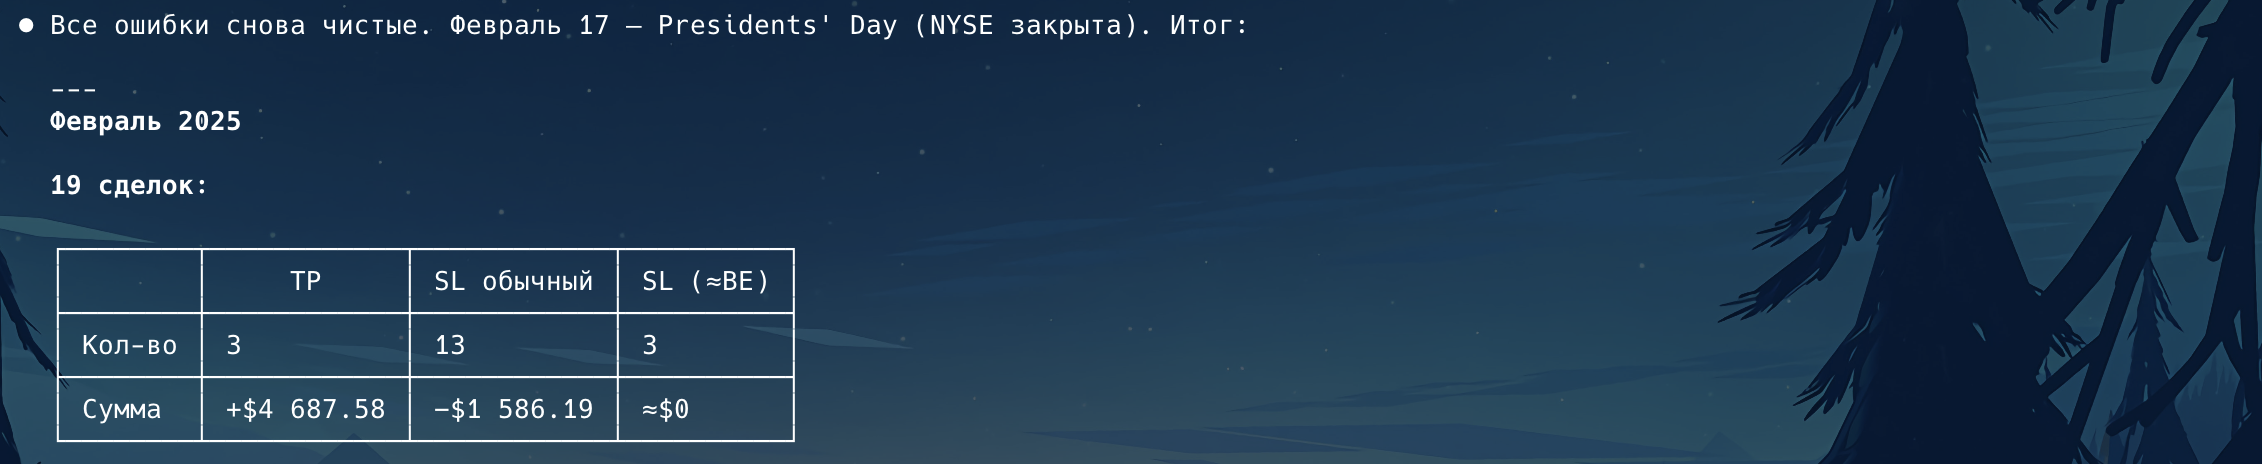 ● Все ошибки снова чистые. Февраль 17 — Presidents' Day (NYSE закрыта). Итог:
---
Февраль 2025
19 сделок:
TP SL обычный SL (≈BE)
Кол-во 3 13 3
Сумма +$4 687.58 −$1 586.19 ≈$0